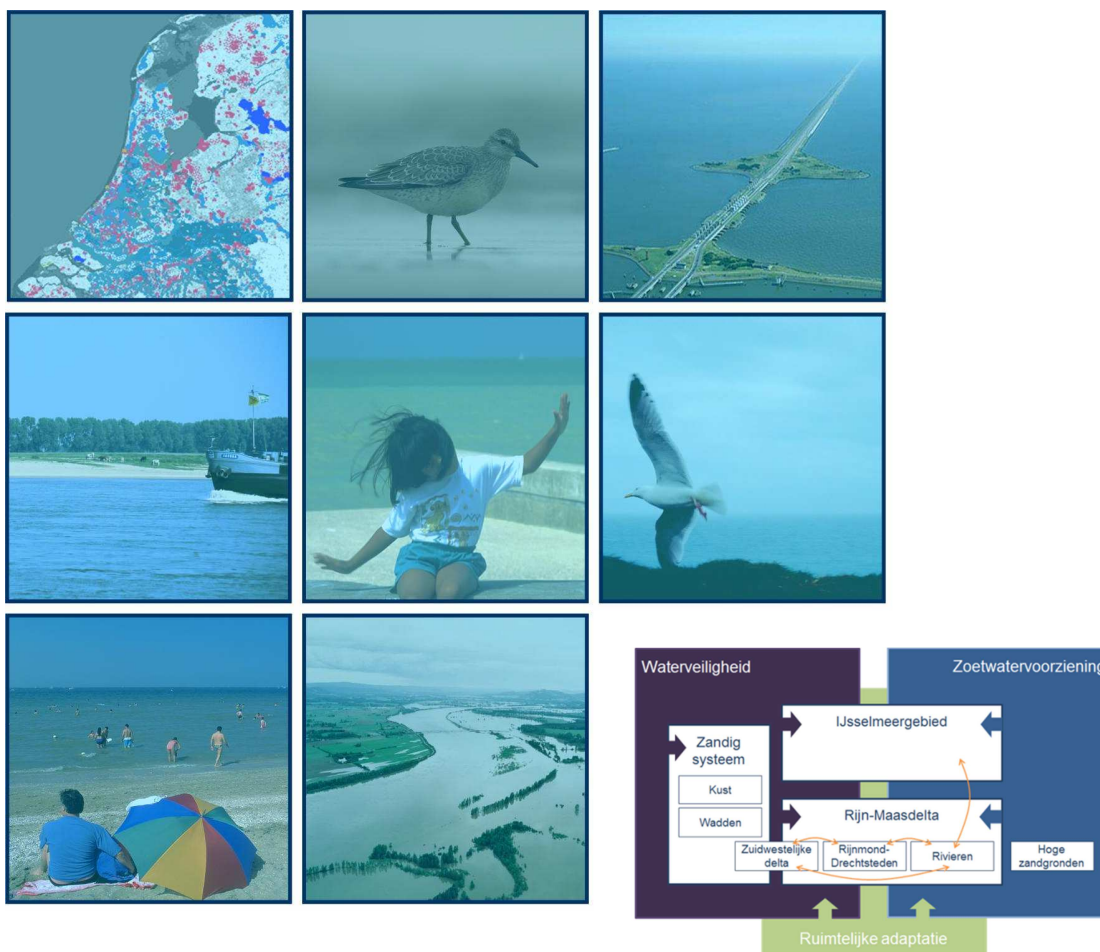 Waterveiligheid
Zoetwatervoorziening
IJsselmeergebied
Zandig
systeem
Kust
Wadden
Rijn-Maasdelta
Zuidwestelijke
delta
Rijnmond-
Drechtsteden
Rivieren
Hoge
zandgronden
Ruimtelijke adaptatie